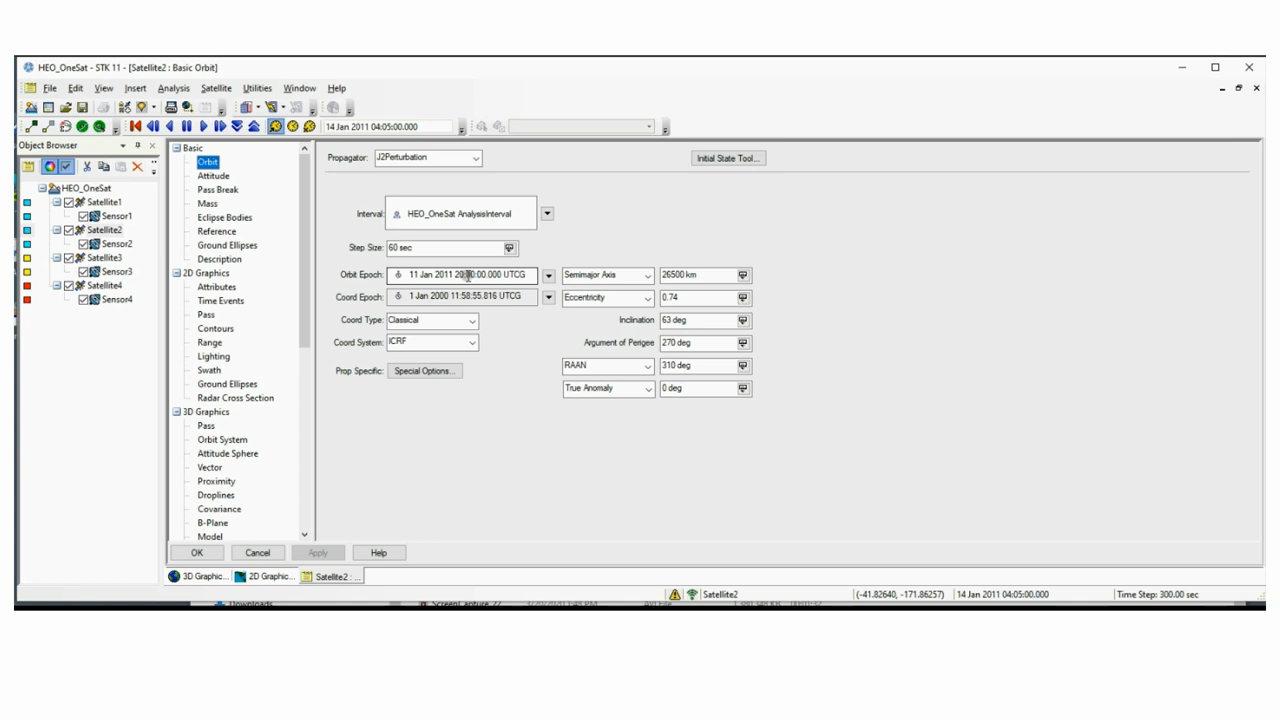 HEO_OneSat - STK 11 - [Satellite2 : Basic Orbit]
File Edit View Insert Analysis Satellite Utilities Window Help
14 Jan 2011 04:05:00.000
Object Browser
HEO_OneSat
Satellite1
Sensor1
Satellite2
Sensor2
Satellite3
Sensor3
Satellite4
Sensor4
Basic
Orbit
Attitude
Pass Break
Mass
Eclipse Bodies
Reference
Ground Ellipses
Description
2D Graphics
Attributes
Time Events
Pass
Contours
Range
Lighting
Swath
Ground Ellipses
Radar Cross Section
3D Graphics
Pass
Orbit System
Attitude Sphere
Vector
Proximity
Droplines
Covariance
B-Plane
Model
Propagator: J2Perturbation Initial State Tool...
Interval: HEO_OneSat AnalysisInterval
Step Size: 60 sec
Orbit Epoch: 11 Jan 2011 20:00:00.000 UTCG Semimajor Axis 26500 km
Coord Epoch: 1 Jan 2000 11:58:55.816 UTCG Eccentricity 0.74
Coord Type: Classical Inclination 63 deg
Coord System: ICRF Argument of Perigee 270 deg
Prop Specific: Special Options... RAAN 310 deg
True Anomaly 0 deg
OK Cancel Apply Help
3D Graphic... 2D Graphic... Satellite2 : ...
Satellite2 (-41.82640, -171.86257) 14 Jan 2011 04:05:00.000 Time Step: 300.00 sec